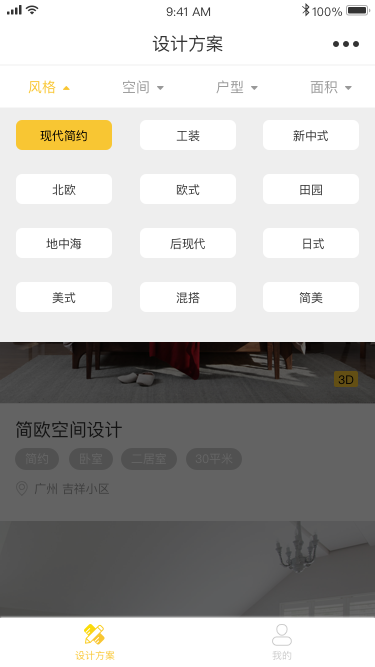 9:41 AM 100%
设计方案
风格 空间 户型 面积
现代简约 工装 新中式
北欧 欧式 田园
地中海 后现代 日式
美式 混搭 简美
3D
简欧空间设计
简约 卧室 二居室 30平米
广州 吉祥小区
设计方案 我的